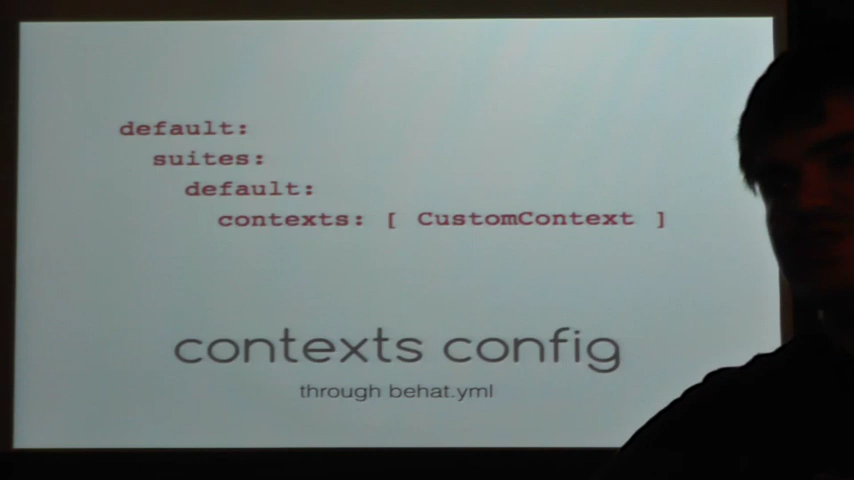 default:
suites:
default:
contexts: [ CustomContext ]
contexts config
through behat.yml